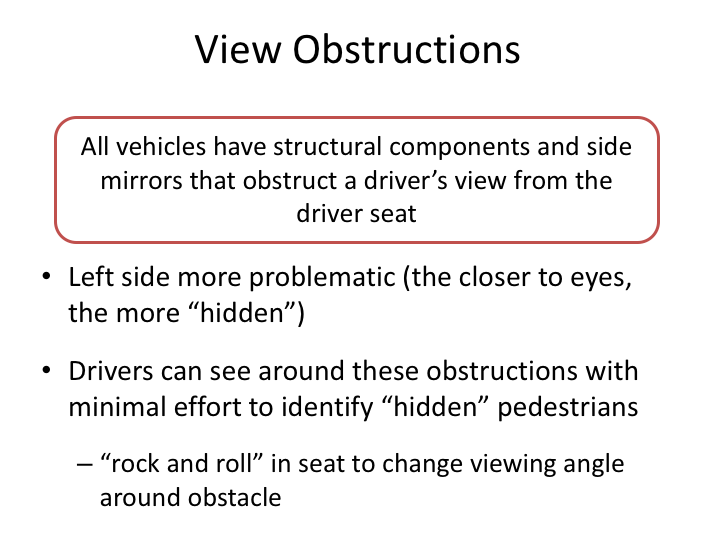 View Obstructions
All vehicles have structural components and side
mirrors that obstruct a driver’s view from the
driver seat
• Left side more problematic (the closer to eyes,
the more “hidden”)
• Drivers can see around these obstructions with
minimal effort to identify “hidden” pedestrians
– “rock and roll” in seat to change viewing angle
around obstacle